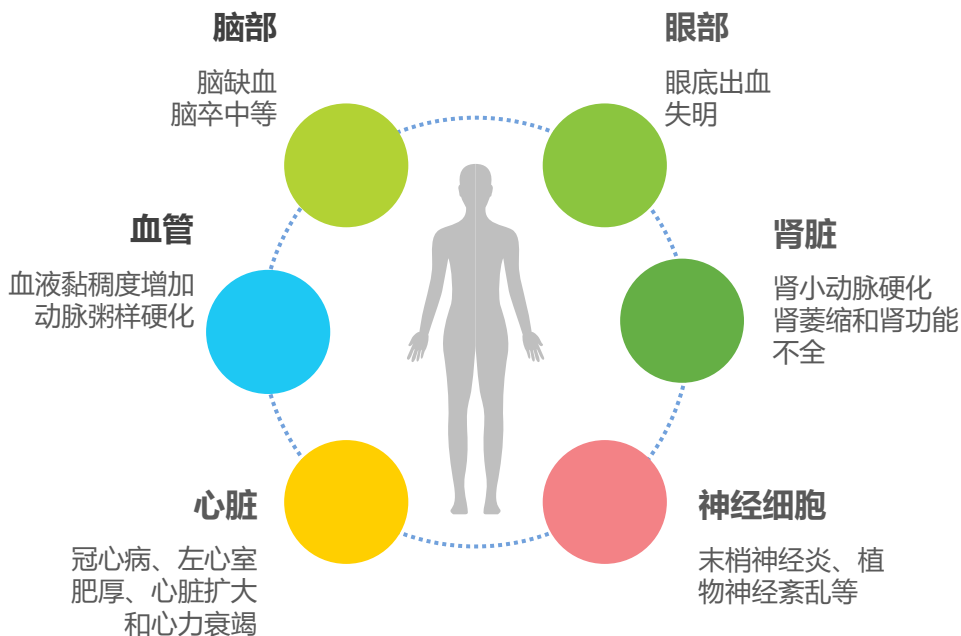 脑部
脑缺血
脑卒中等
眼部
眼底出血
失明
血管
血液黏稠度增加
动脉粥样硬化
肾脏
肾小动脉硬化
肾萎缩和肾功能
不全
心脏
冠心病、左心室
肥厚、心脏扩大
和心力衰竭
神经细胞
末梢神经炎、植
物神经紊乱等